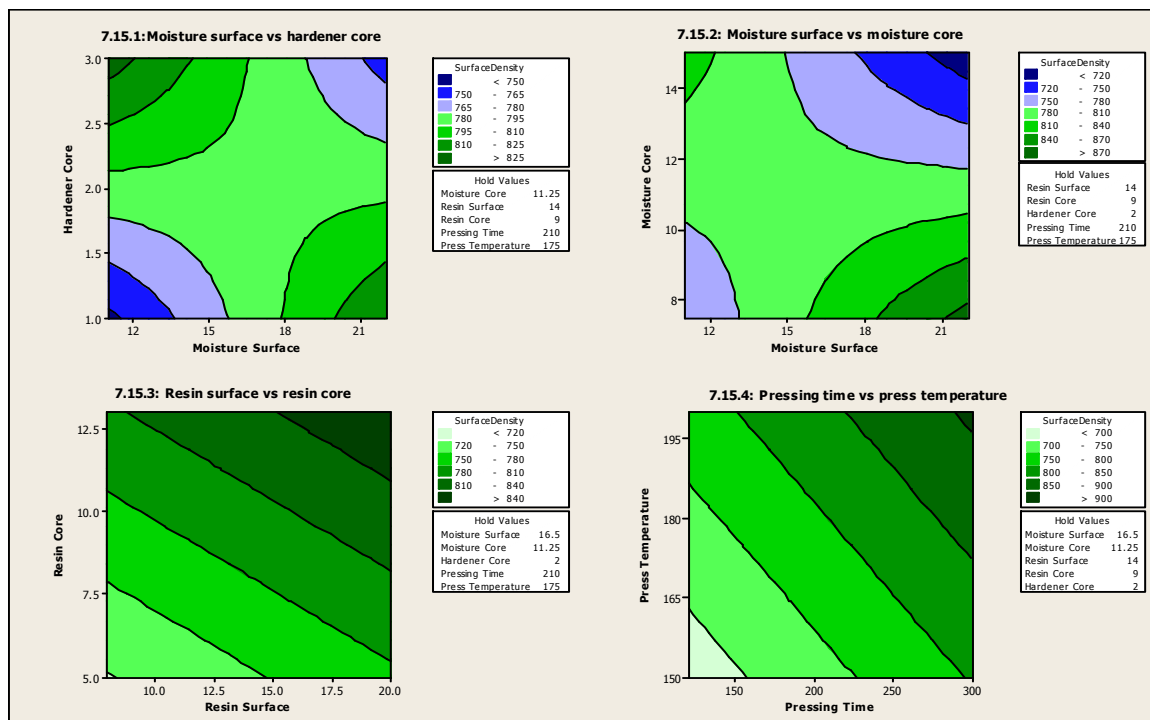 7.15.1:Moisture surface vs hardener core
3.0
2.5
2.0
1.5
1.0
Hardener Core
12 15 18 21
Moisture Surface
SurfaceDensity
< 750
750 - 765
765 - 780
780 - 795
795 - 810
810 - 825
> 825
Hold Values
Moisture Core 11.25
Resin Surface 14
Resin Core 9
Pressing Time 210
Press Temperature 175
7.15.2: Moisture surface vs moisture core
14
12
10
8
Moisture Core
12 15 18 21
Moisture Surface
SurfaceDensity
< 720
720 - 750
750 - 780
780 - 810
810 - 840
840 - 870
> 870
Hold Values
Resin Surface 14
Resin Core 9
Hardener Core 2
Pressing Time 210
Press Temperature 175
7.15.3: Resin surface vs resin core
12.5
10.0
7.5
5.0
Resin Core
10.0 12.5 15.0 17.5 20.0
Resin Surface
SurfaceDensity
< 720
720 - 750
750 - 780
780 - 810
810 - 840
> 840
Hold Values
Moisture Surface 16.5
Moisture Core 11.25
Hardener Core 2
Pressing Time 210
Press Temperature 175
7.15.4: Pressing time vs press temperature
195
180
165
150
Press Temperature
150 200 250 300
Pressing Time
SurfaceDensity
< 700
700 - 750
750 - 800
800 - 850
850 - 900
> 900
Hold Values
Moisture Surface 16.5
Moisture Core 11.25
Resin Surface 14
Resin Core 9
Hardener Core 2